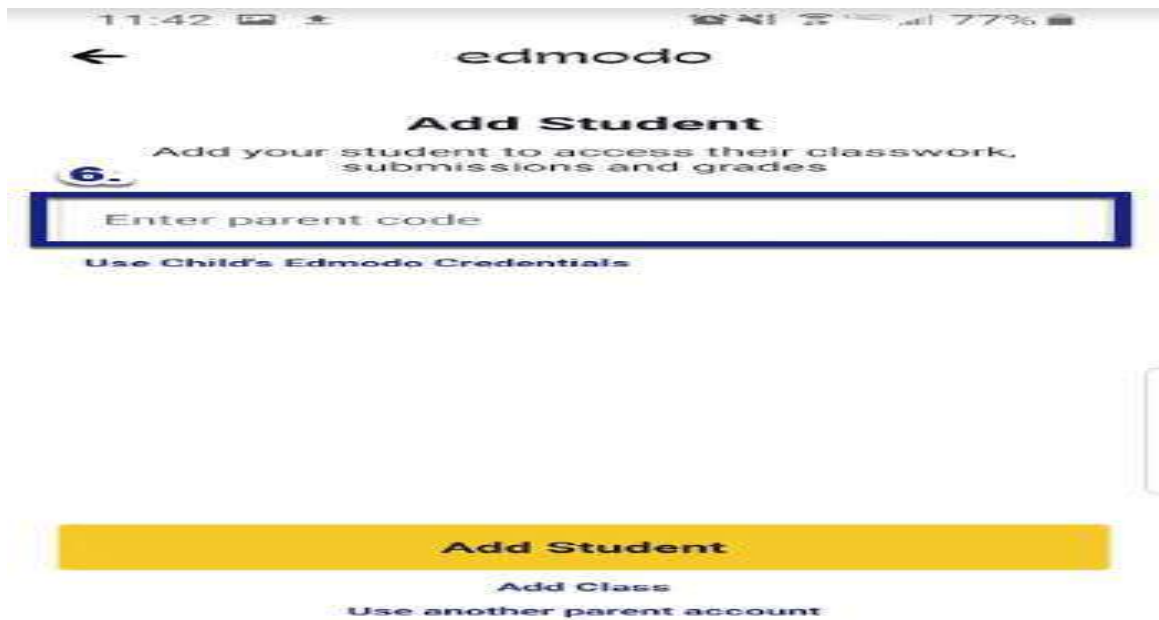 11:42 77%
edmodo
Add Student
Add your student to access their classwork,
submissions and grades
6.
Enter parent code
Use Child's Edmodo Credentials
Add Student
Add Class
Use another parent account